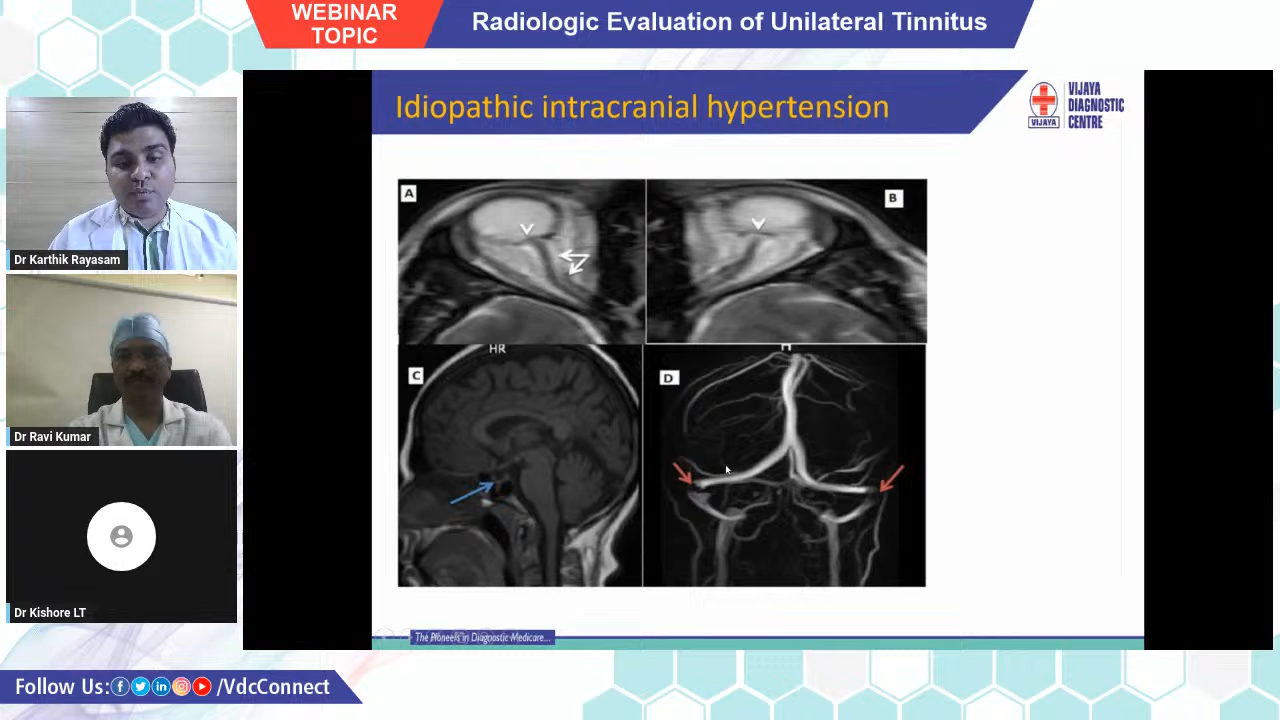 WEBINAR
TOPIC
Radiologic Evaluation of Unilateral Tinnitus
Idiopathic intracranial hypertension
VIJAYA
VIJAYA
DIAGNOSTIC
CENTRE
A
B
HR
H
C
D
Dr Karthik Rayasam
Dr Ravi Kumar
Dr Kishore LT
The Pioneers in Diagnostic Medicare...
Follow Us: /VdcConnect